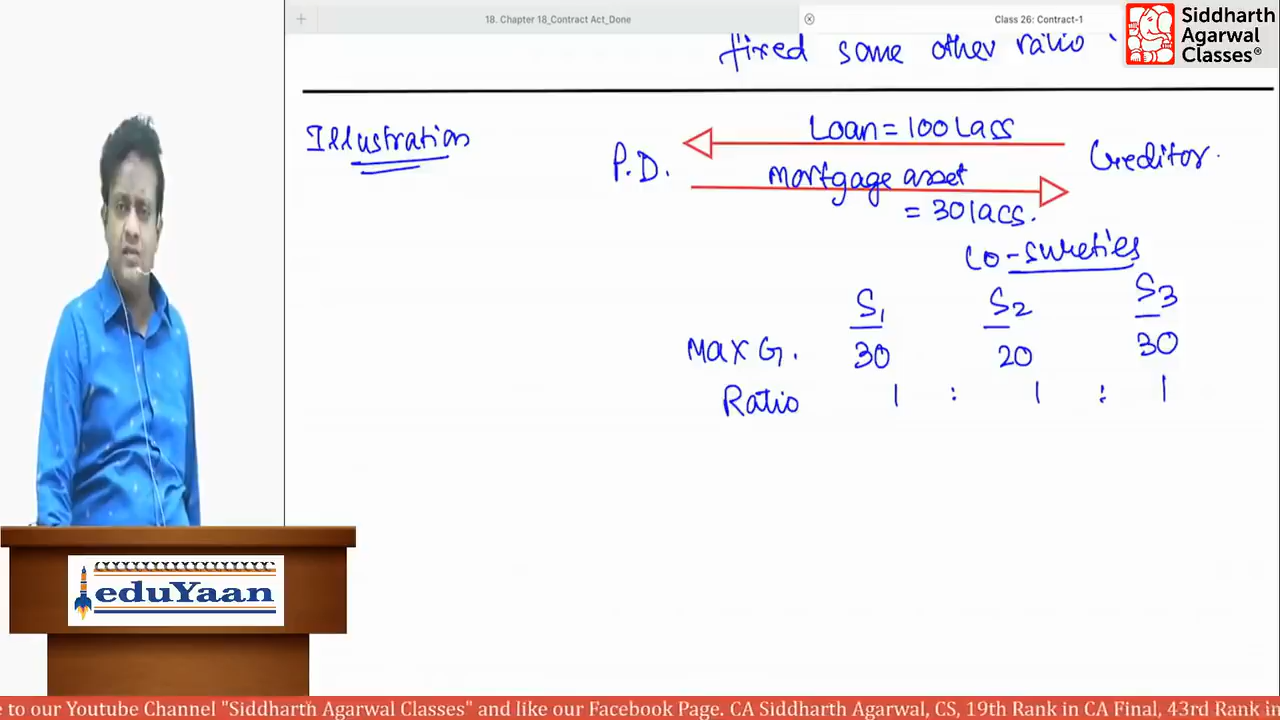 18. Chapter 18_Contract Act_Done
Class 26: Contract-1
Siddharth
Agarwal
Classes®
fixed some other ratio.
Illustration
P.D.
Loan = 100 Lacs
Creditor.
mortgage asset
= 30 lacs.
Co-sureties
S1 S2 S3
Max G. 30 20 30
Ratio 1 : 1 : 1
eduYaan
e to our Youtube Channel "Siddharth Agarwal Classes" and like our Facebook Page. CA Siddharth Agarwal, CS, 19th Rank in CA Final, 43rd Rank in